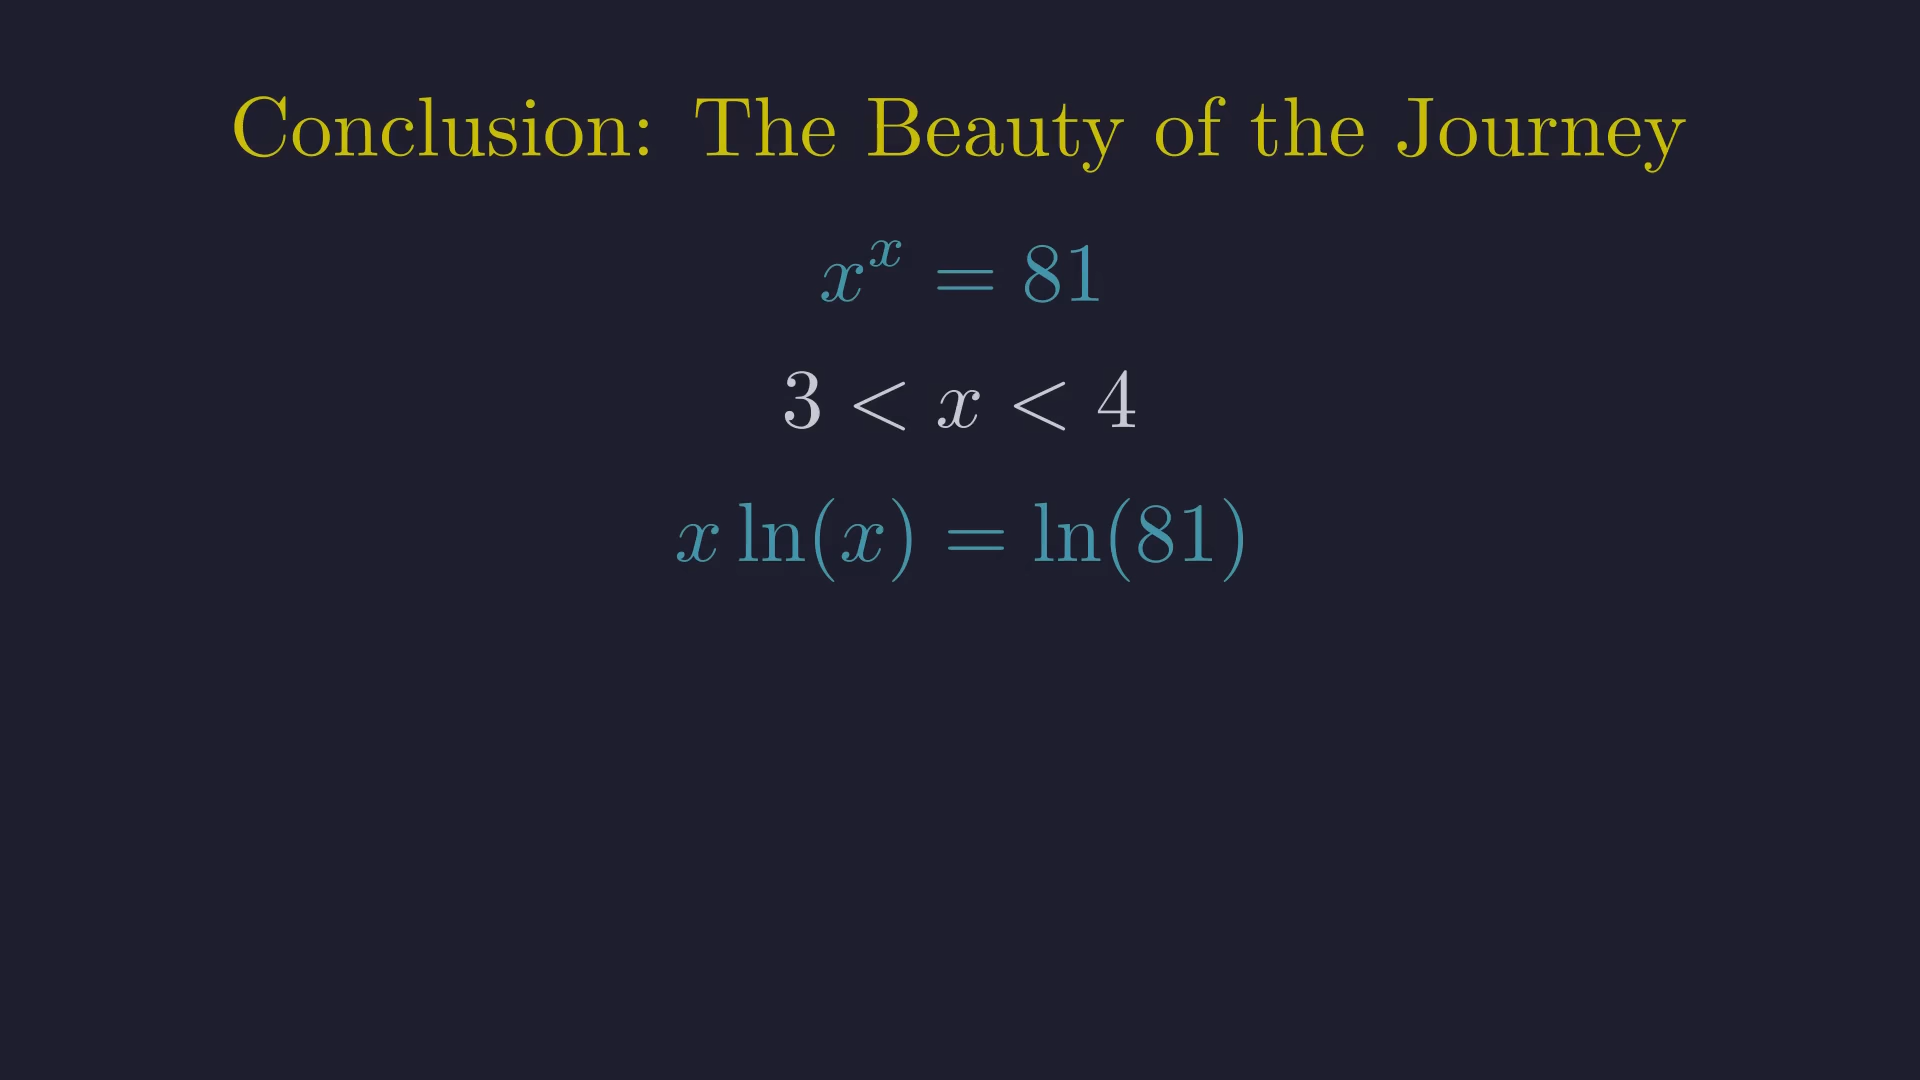 Conclusion: The Beauty of the Journey
x^x = 81
3 < x < 4
x ln(x) = ln(81)